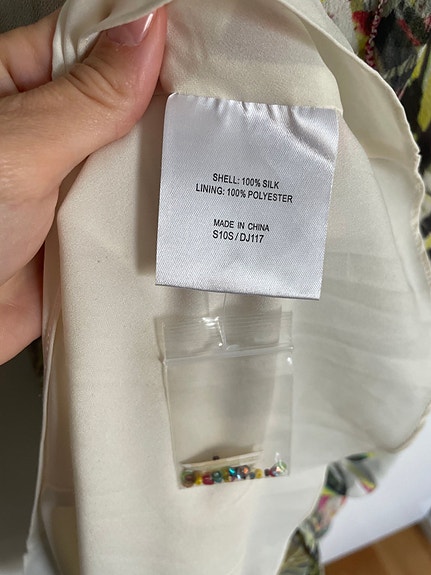 SHELL: 100% SILK
LINING: 100% POLYESTER
MADE IN CHINA
S10S / DJ117